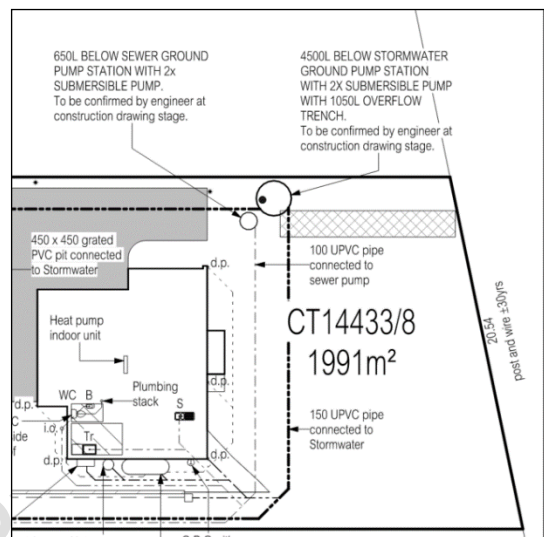 650L BELOW SEWER GROUND
PUMP STATION WITH 2x
SUBMERSIBLE PUMP.
To be confirmed by engineer at
construction drawing stage.
4500L BELOW STORMWATER
GROUND PUMP STATION
WITH 2X SUBMERSIBLE PUMP
WITH 1050L OVERFLOW
TRENCH.
To be confirmed by engineer at
construction drawing stage.
450 x 450 grated
PVC pit connected
to Stormwater
d.p.
100 UPVC pipe
connected to
sewer pump
CT14433/8
1991m²
20.54
post and wire ±30yrs
Heat pump
indoor unit
Plumbing
stack
WC
B
S
d.p.
d.p.
i.o.
Tr
d.p.
d.p.
150 UPVC pipe
connected to
Stormwater